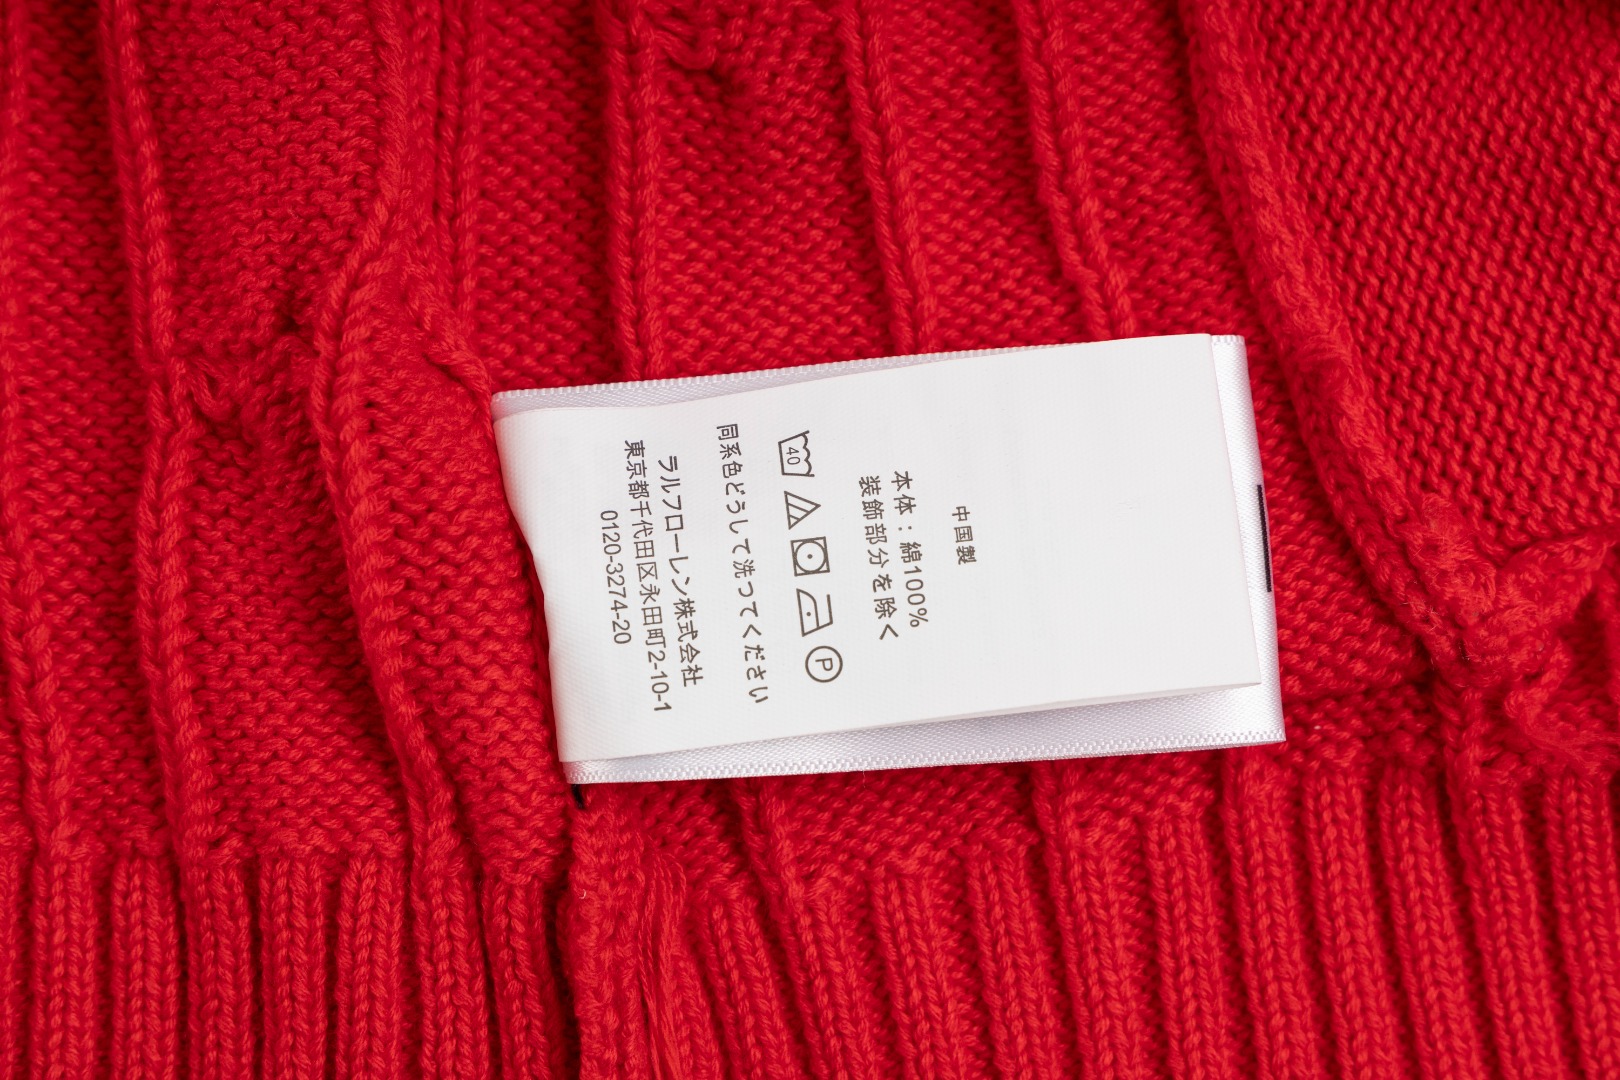 中国製
本体：綿100%
装飾部分を除く
40
P
同系色どうしで洗ってください
ラルフローレン株式会社
東京都千代田区永田町2-10-1
0120-3274-20